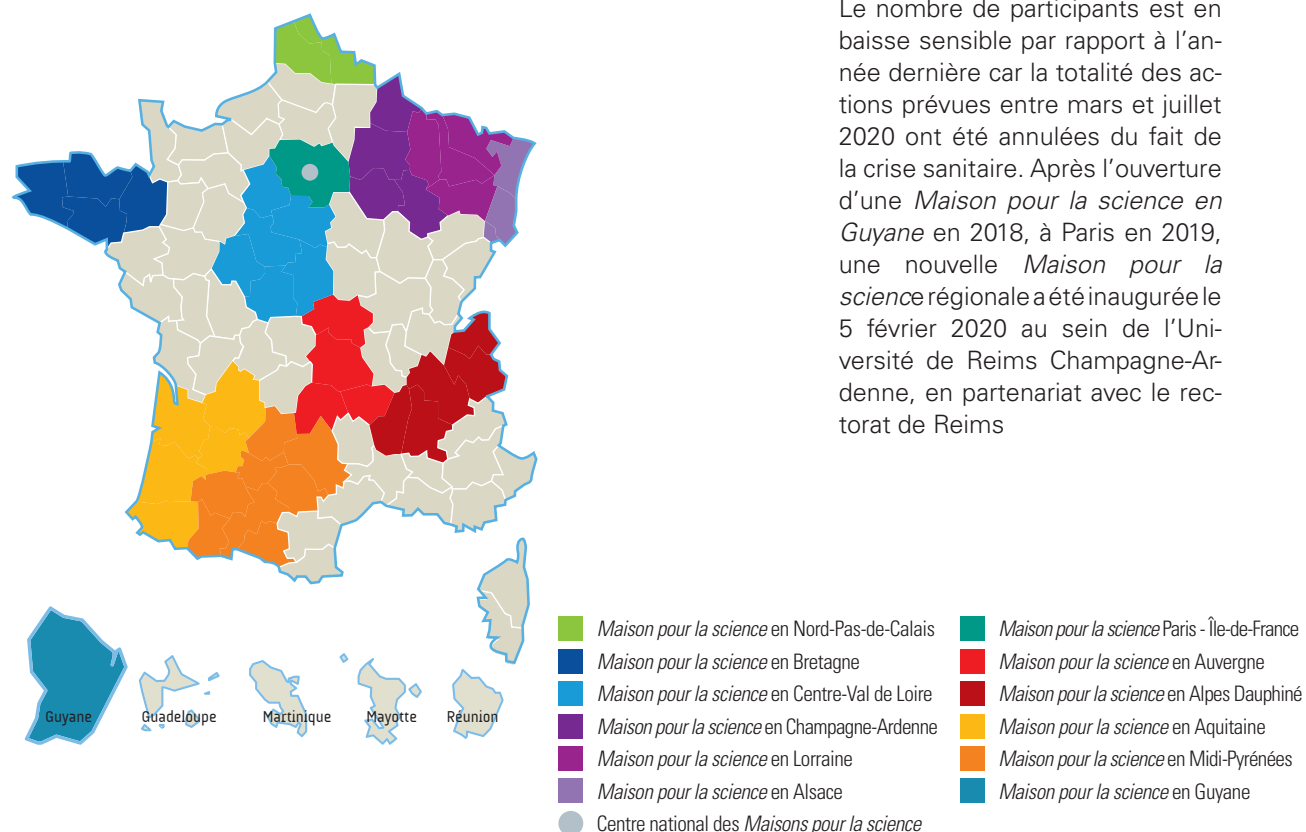 Le nombre de participants est en
baisse sensible par rapport à l'an-
née dernière car la totalité des ac-
tions prévues entre mars et juillet
2020 ont été annulées du fait de
la crise sanitaire. Après l'ouverture
d'une Maison pour la science en
Guyane en 2018, à Paris en 2019,
une nouvelle Maison pour la
science régionale a été inaugurée le
5 février 2020 au sein de l'Uni-
versité de Reims Champagne-Ar-
denne, en partenariat avec le rec-
torat de Reims
Guyane
Guadeloupe
Martinique
Mayotte
Réunion
Maison pour la science en Nord-Pas-de-Calais
Maison pour la science en Bretagne
Maison pour la science en Centre-Val de Loire
Maison pour la science en Champagne-Ardenne
Maison pour la science en Lorraine
Maison pour la science en Alsace
Centre national des Maisons pour la science
Maison pour la science Paris - Île-de-France
Maison pour la science en Auvergne
Maison pour la science en Alpes Dauphiné
Maison pour la science en Aquitaine
Maison pour la science en Midi-Pyrénées
Maison pour la science en Guyane